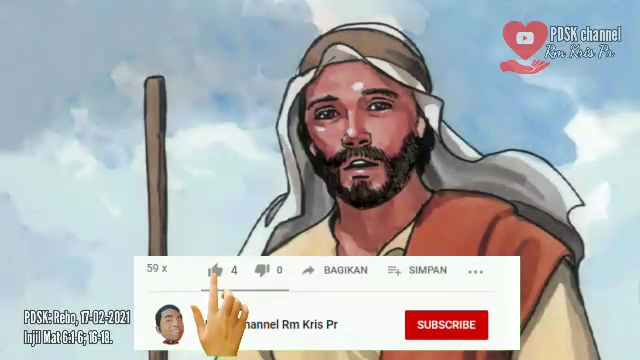 PDSK channel
Rm Kris Pr
59 x
4
0
BAGIKAN
SIMPAN
hannel Rm Kris Pr
SUBSCRIBE
PDSK: Rebo, 17-02-2021
Injil Mat 6:1-6; 16-18.